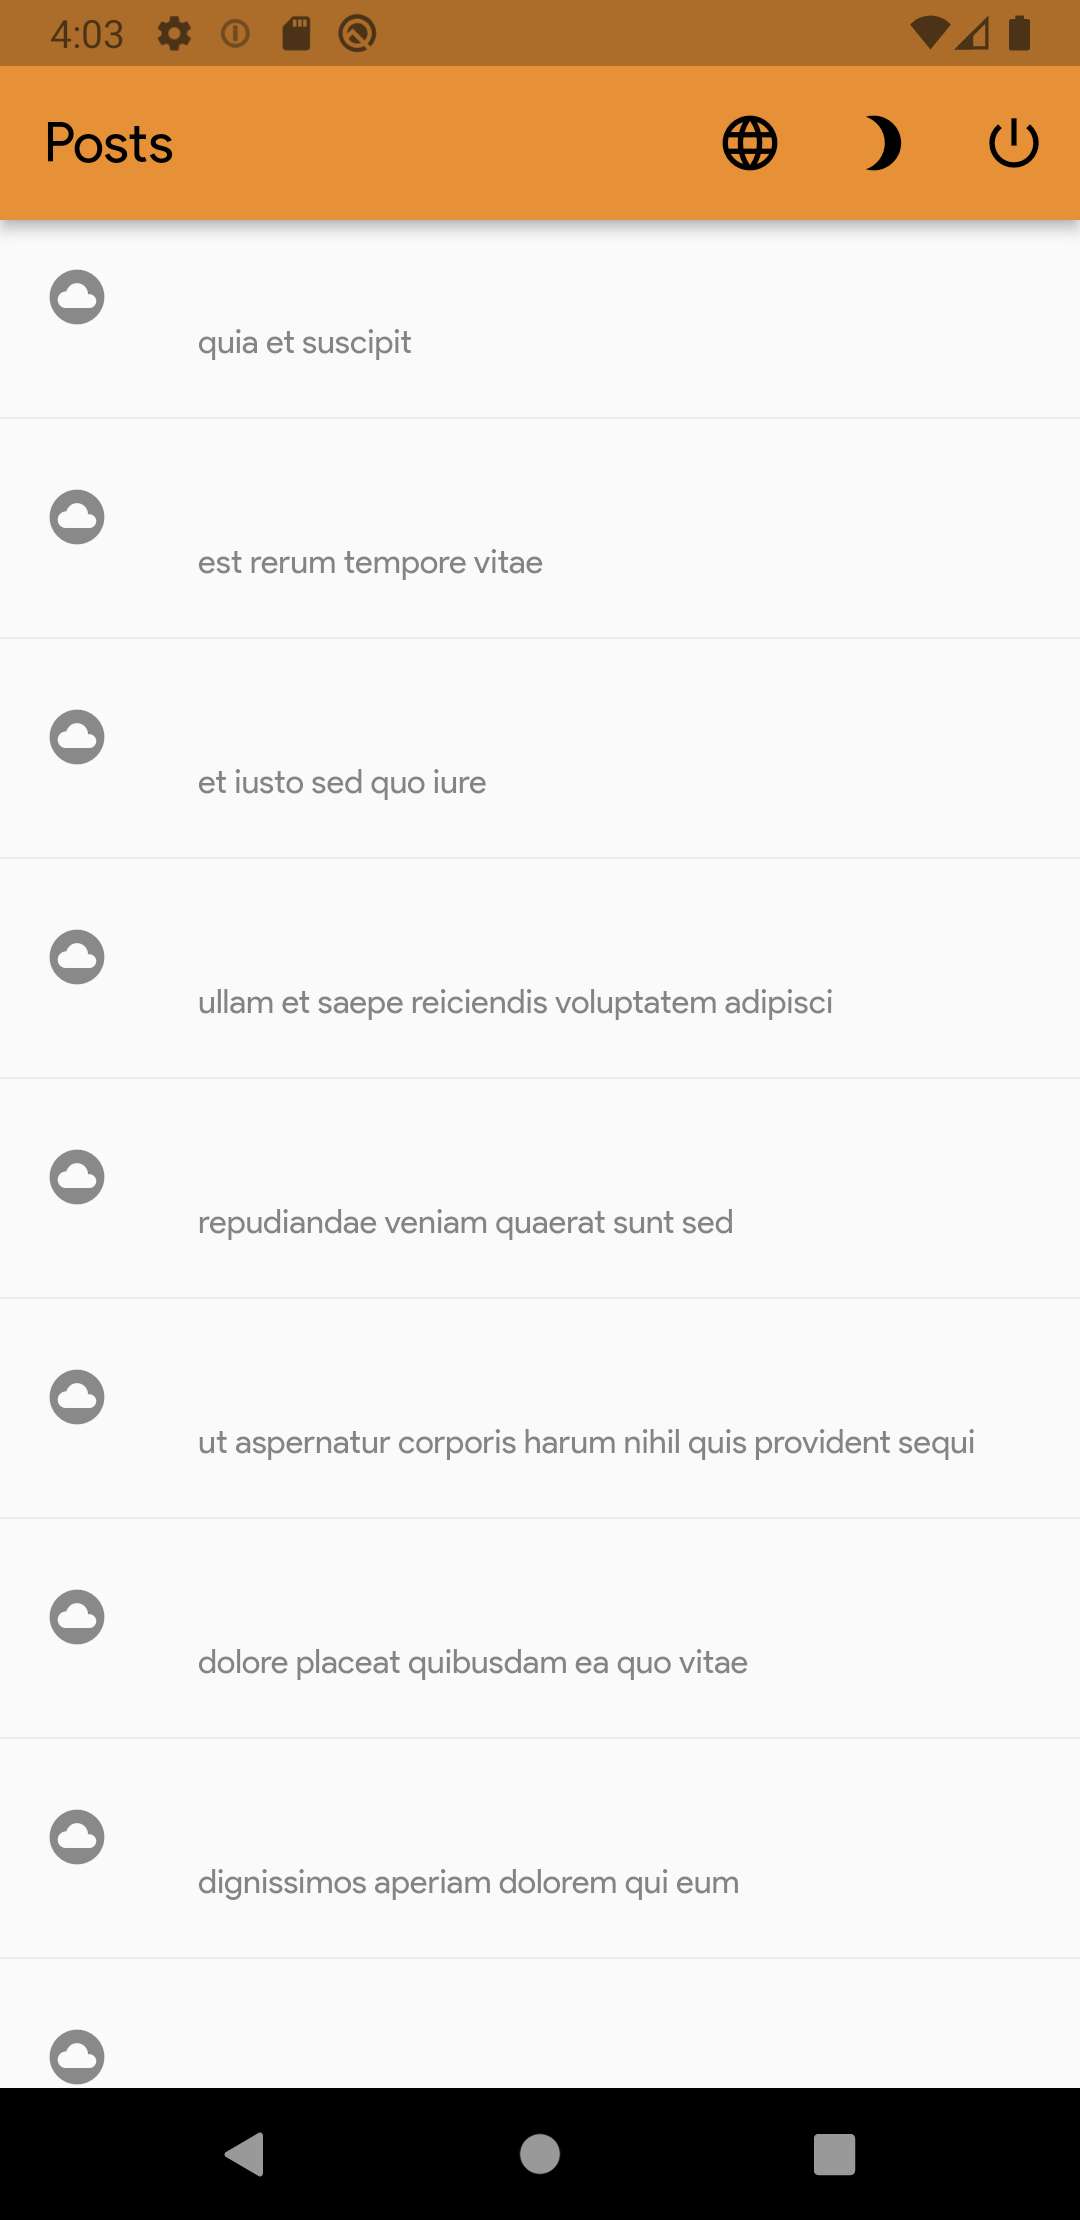 4:03
Posts
quia et suscipit
est rerum tempore vitae
et iusto sed quo iure
ullam et saepe reiciendis voluptatem adipisci
repudiandae veniam quaerat sunt sed
ut aspernatur corporis harum nihil quis provident sequi
dolore placeat quibusdam ea quo vitae
dignissimos aperiam dolorem qui eum